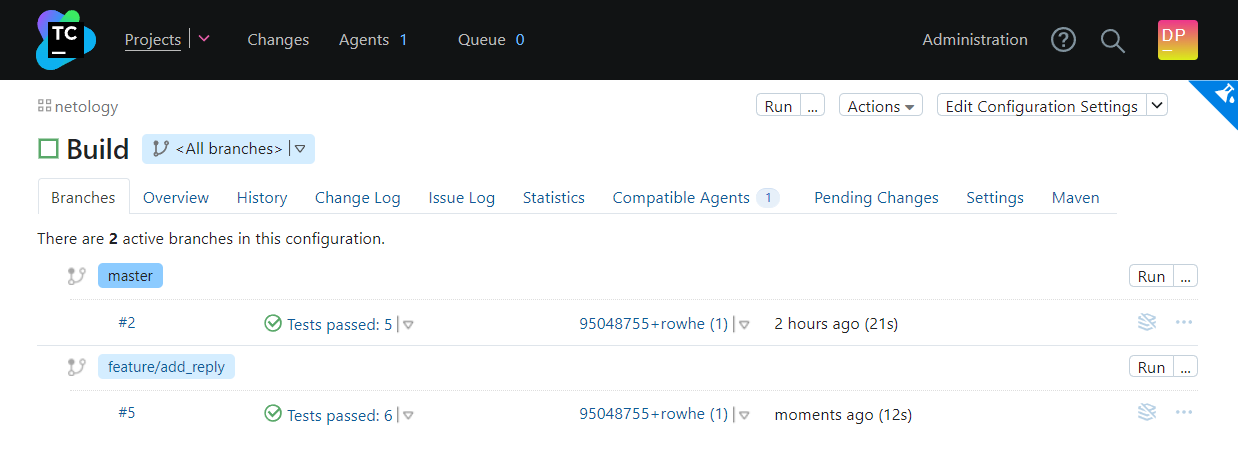 TC Projects Changes Agents 1 Queue 0 Administration ? DP
netology Run ... Actions Edit Configuration Settings
Build <All branches>
Branches Overview History Change Log Issue Log Statistics Compatible Agents 1 Pending Changes Settings Maven
There are 2 active branches in this configuration.
master Run ...
#2 Tests passed: 5 95048755+rowhe (1) 2 hours ago (21s)
feature/add_reply Run ...
#5 Tests passed: 6 95048755+rowhe (1) moments ago (12s)